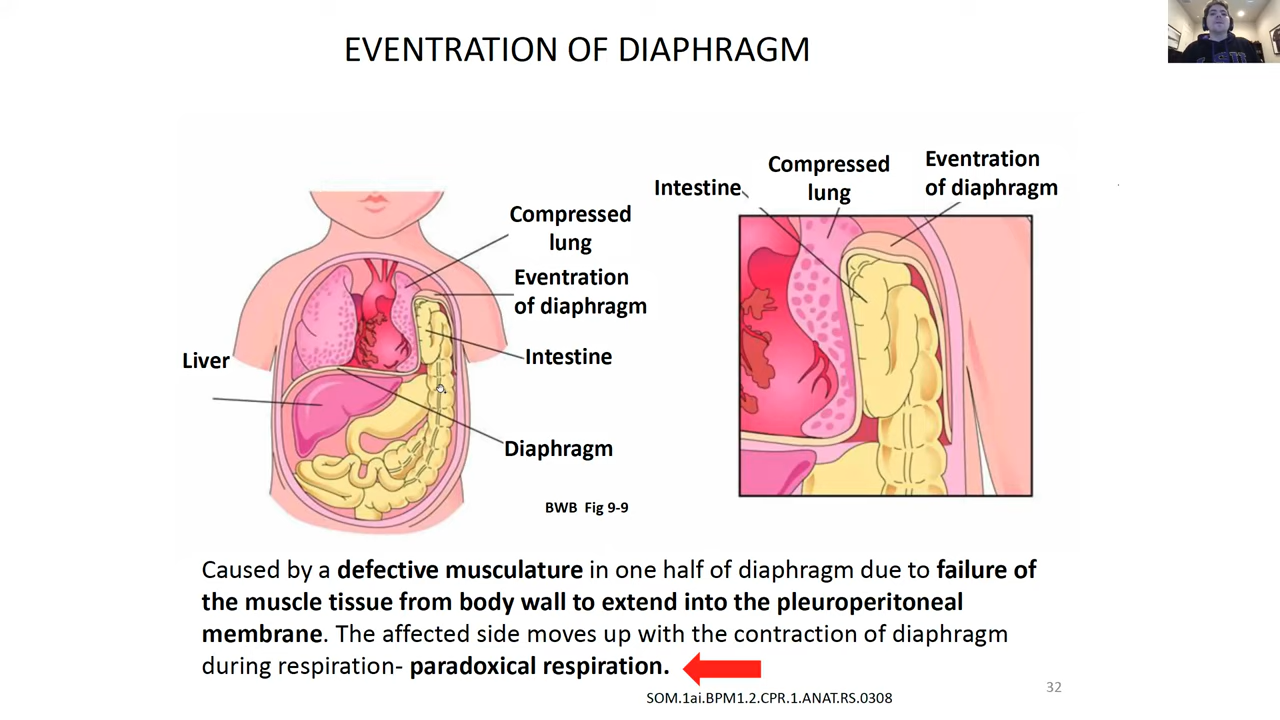 EVENTRATION OF DIAPHRAGM
Compressed
lung
Eventration
of diaphragm
Intestine
Liver
Diaphragm
BWB Fig 9-9
Intestine
Compressed
lung
Eventration
of diaphragm
Caused by a defective musculature in one half of diaphragm due to failure of
the muscle tissue from body wall to extend into the pleuroperitoneal
membrane. The affected side moves up with the contraction of diaphragm
during respiration- paradoxical respiration.
SOM.1ai.BPM1.2.CPR.1.ANAT.RS.0308
32